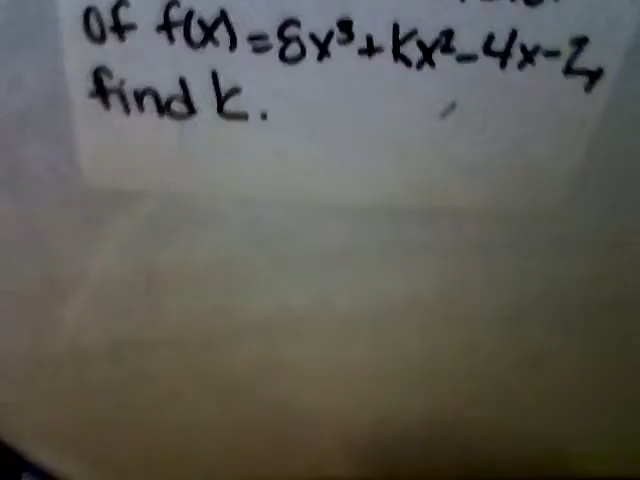 of f(x)=8x³+kx²-4x-2,
find k.